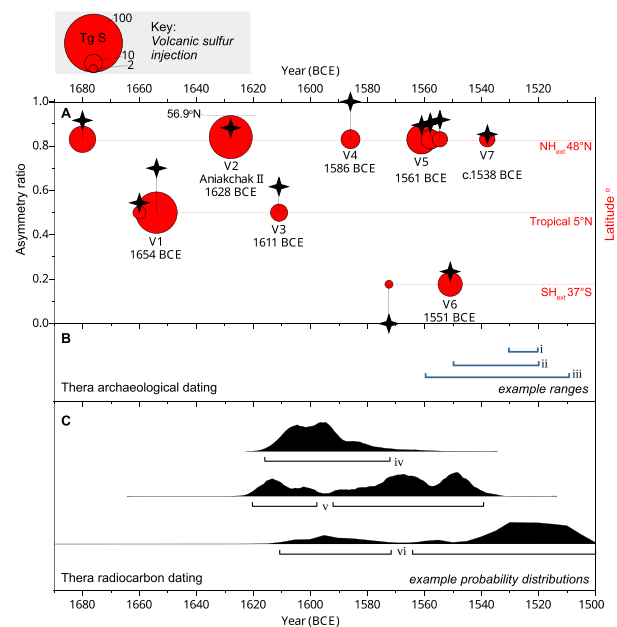 100
Tg S
10
2
Key:
Volcanic sulfur
injection
Year (BCE)
1680 1660 1640 1620 1600 1580 1560 1540 1520
1.0
0.8
0.6
0.4
0.2
0.0
Asymmetry ratio
Latitude °
A
56.9°N
V2
Aniakchak II
1628 BCE
V4
1586 BCE
V5
1561 BCE
V7
c.1538 BCE
NHext 48°N
V1
1654 BCE
V3
1611 BCE
Tropical 5°N
V6
1551 BCE
SHext 37°S
B
i
ii
iii
Thera archaeological dating
example ranges
C
iv
v
vi
Thera radiocarbon dating
example probability distributions
1680 1660 1640 1620 1600 1580 1560 1540 1520 1500
Year (BCE)